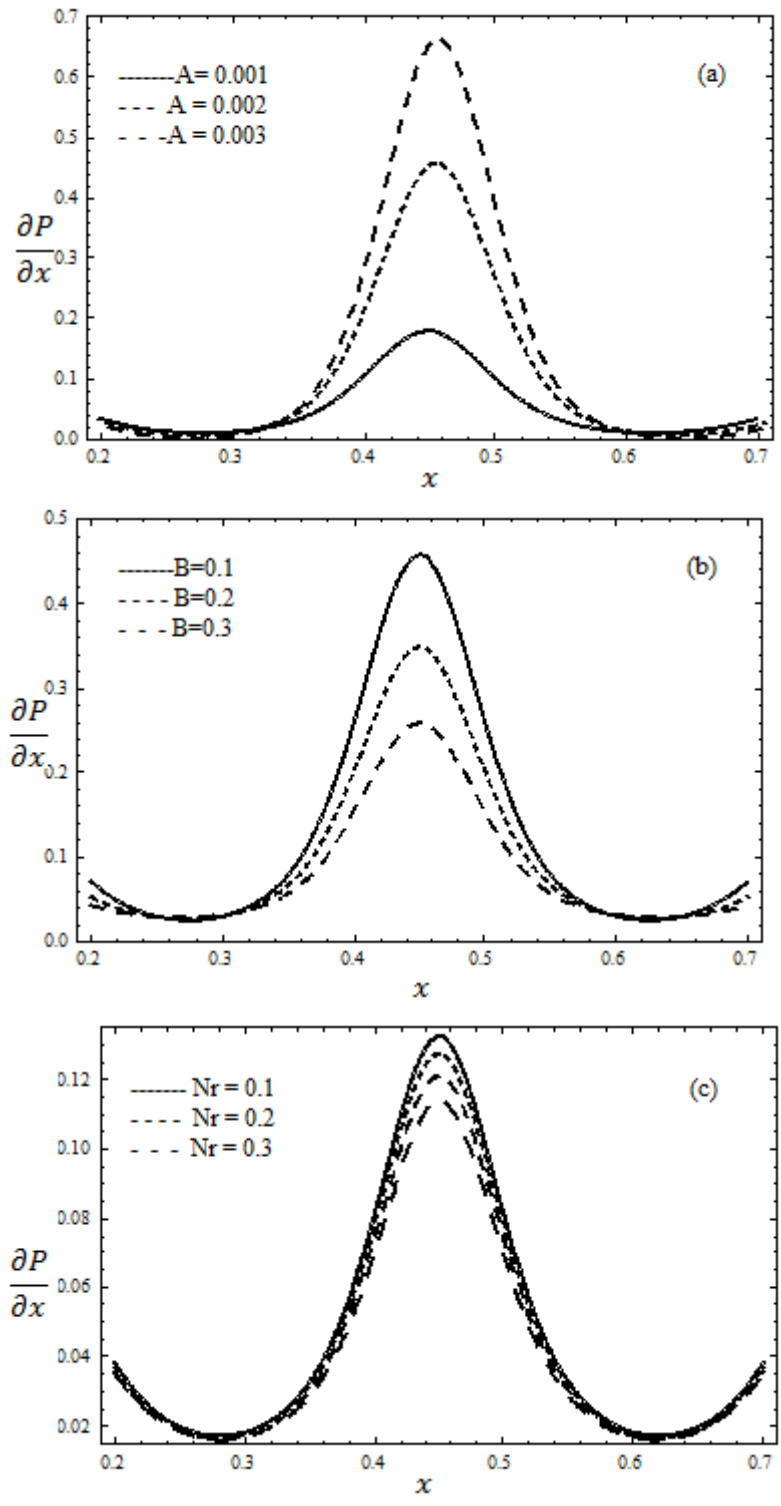 0.7
-------A= 0.001
(a)
0.6
- - - A = 0.002
- - -A = 0.003
0.5
0.4
∂P
∂x
0.3
0.2
0.1
0.0
0.2 0.3 0.4 0.5 0.6 0.7
x
0.5
-------B=0.1
(b)
- - - - B=0.2
0.4
- - - B=0.3
0.3
∂P
∂x
0.2
0.1
0.0
0.2 0.3 0.4 0.5 0.6 0.7
x
0.12
------- Nr = 0.1
(c)
- - - - Nr = 0.2
- - - Nr = 0.3
0.10
0.08
∂P
∂x
0.06
0.04
0.02
0.2 0.3 0.4 0.5 0.6 0.7
x